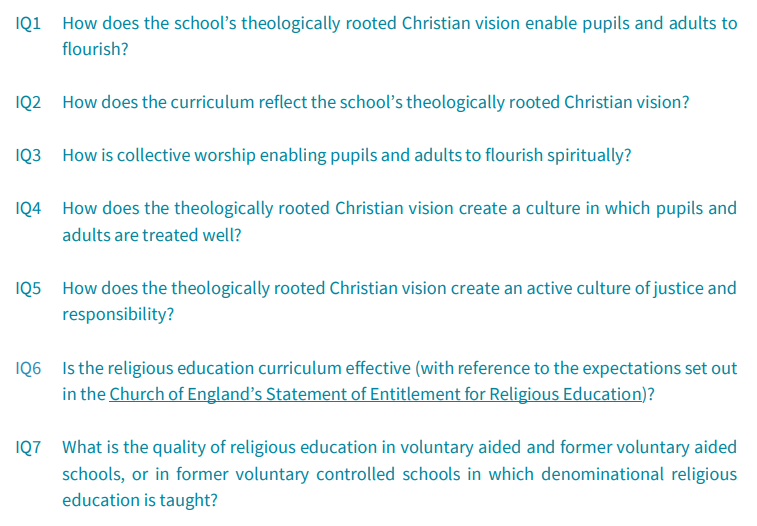 IQ1 How does the school's theologically rooted Christian vision enable pupils and adults to
flourish?
IQ2 How does the curriculum reflect the school's theologically rooted Christian vision?
IQ3 How is collective worship enabling pupils and adults to flourish spiritually?
IQ4 How does the theologically rooted Christian vision create a culture in which pupils and
adults are treated well?
IQ5 How does the theologically rooted Christian vision create an active culture of justice and
responsibility?
IQ6 Is the religious education curriculum effective (with reference to the expectations set out
in the Church of England's Statement of Entitlement for Religious Education)?
IQ7 What is the quality of religious education in voluntary aided and former voluntary aided
schools, or in former voluntary controlled schools in which denominational religious
education is taught?